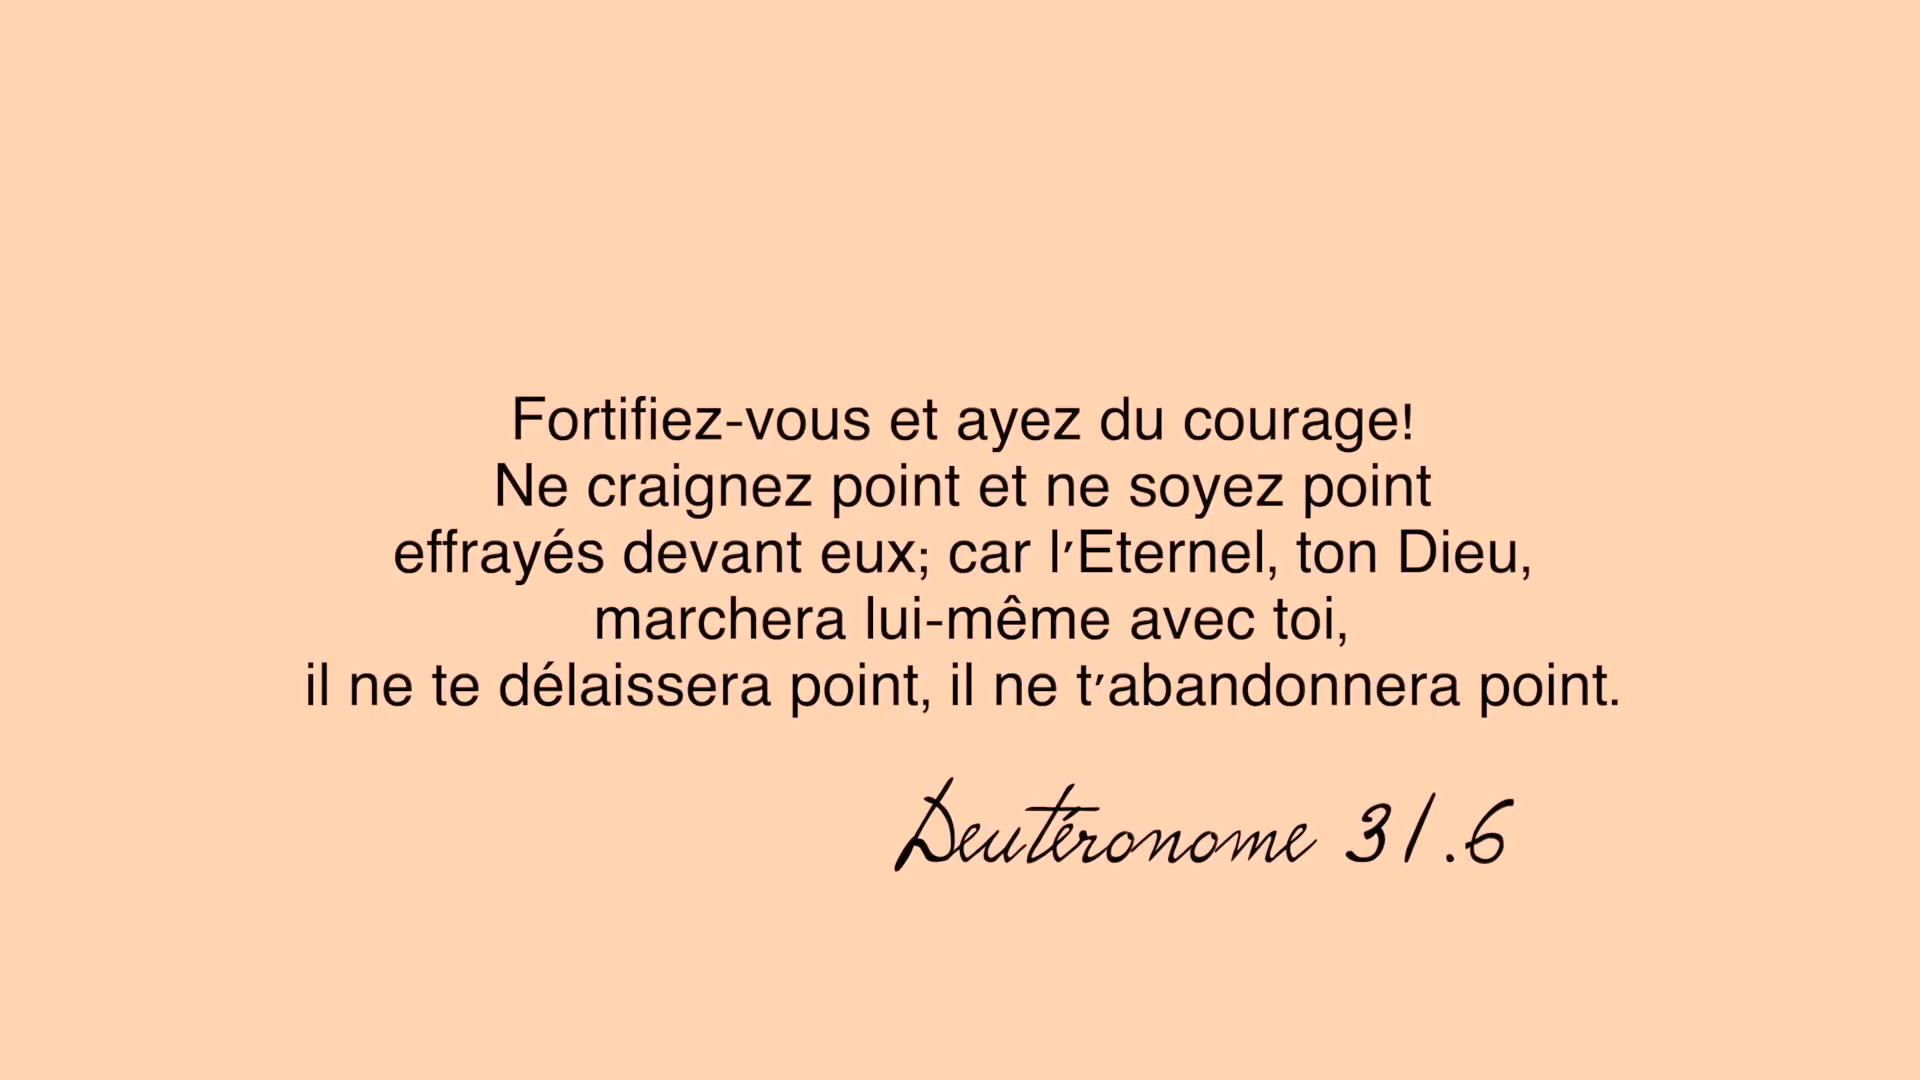 Fortifiez-vous et ayez du courage!
Ne craignez point et ne soyez point
effrayés devant eux; car l'Eternel, ton Dieu,
marchera lui-même avec toi,
il ne te délaissera point, il ne t'abandonnera point.
Deutéronome 31.6